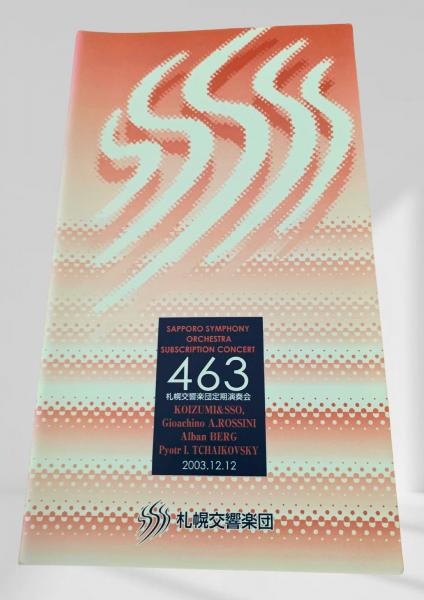 SAPPORO SYMPHONY
ORCHESTRA
SUBSCRIPTION CONCERT
463
札幌交響楽団定期演奏会
KOIZUMI&SSO,
Gioachino A.ROSSINI
Alban BERG
Pyotr I. TCHAIKOVSKY
2003.12.12
札幌交響楽団